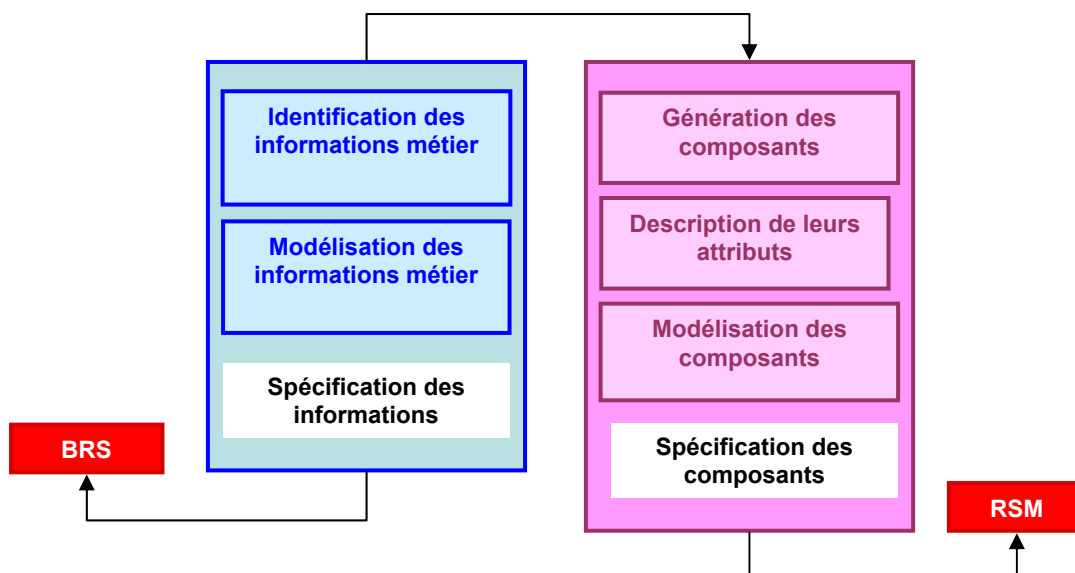 Identification des
informations métier
Modélisation des
informations métier
Spécification des
informations
BRS
Génération des
composants
Description de leurs
attributs
Modélisation des
composants
Spécification des
composants
RSM